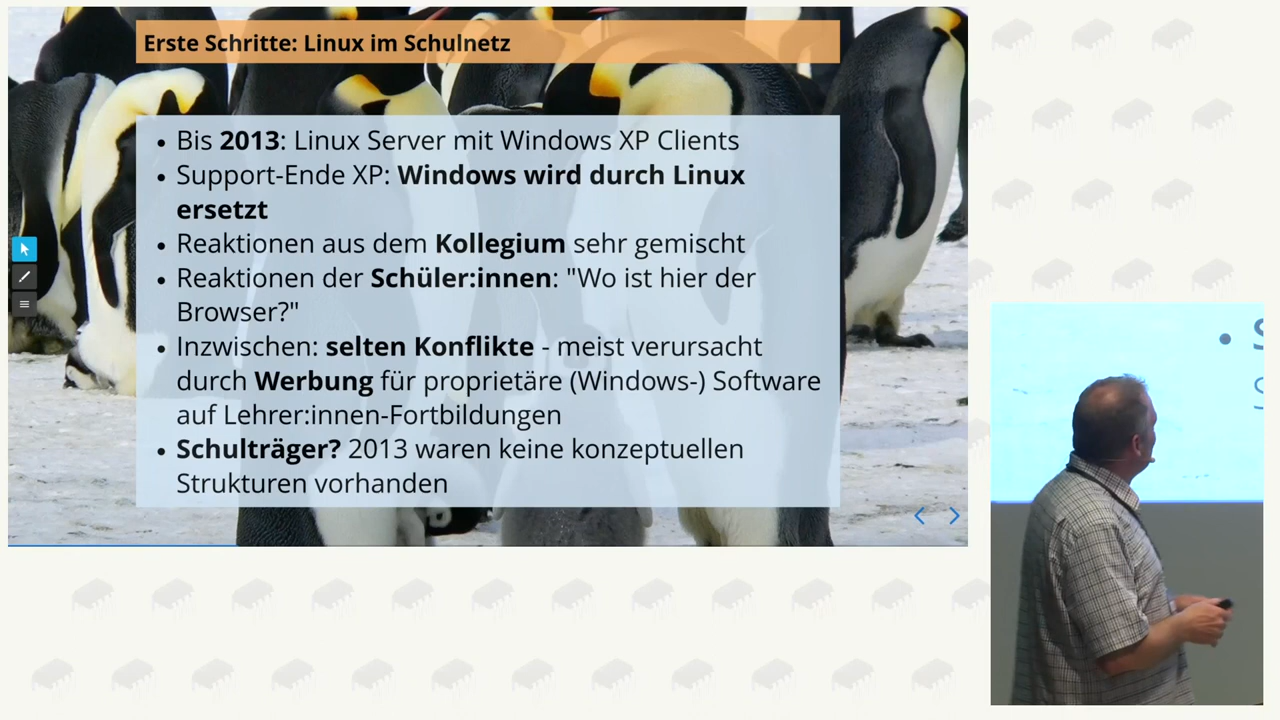 Erste Schritte: Linux im Schulnetz
• Bis 2013: Linux Server mit Windows XP Clients
• Support-Ende XP: Windows wird durch Linux
ersetzt
• Reaktionen aus dem Kollegium sehr gemischt
• Reaktionen der Schüler:innen: "Wo ist hier der
Browser?"
• Inzwischen: selten Konflikte - meist verursacht
durch Werbung für proprietäre (Windows-) Software
auf Lehrer:innen-Fortbildungen
• Schulträger? 2013 waren keine konzeptuellen
Strukturen vorhanden